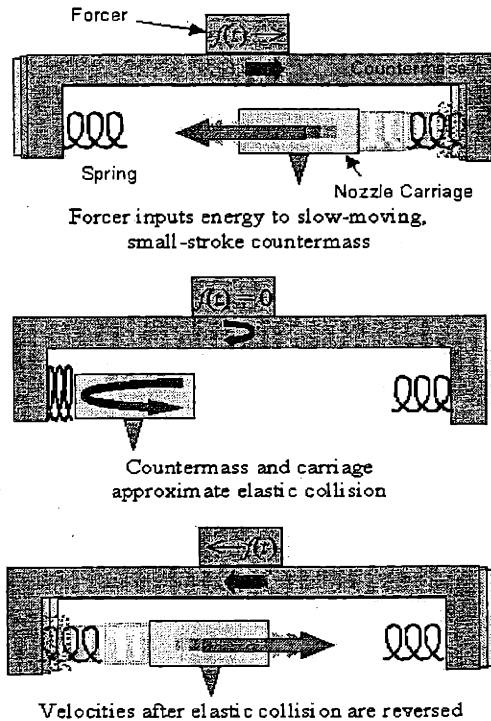 Forcer
f(t) ->
Countermass
Spring
Nozzle Carriage
Forcer inputs energy to slow-moving,
small-stroke countermass
f(t) = 0
Countermass and carriage
approximate elastic collision
<- f(t)
Velocities after elastic collision are reversed